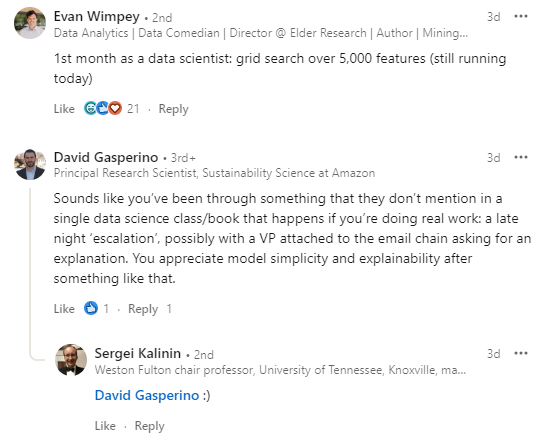 Evan Wimpey • 2nd
3d
Data Analytics | Data Comedian | Director @ Elder Research | Author | Mining...
1st month as a data scientist: grid search over 5,000 features (still running
today)
Like 21 · Reply
David Gasperino • 3rd+
3d
Principal Research Scientist, Sustainability Science at Amazon
Sounds like you've been through something that they don't mention in a
single data science class/book that happens if you're doing real work: a late
night 'escalation', possibly with a VP attached to the email chain asking for an
explanation. You appreciate model simplicity and explainability after
something like that.
Like 1 · Reply 1
Sergei Kalinin • 2nd
3d
Weston Fulton chair professor, University of Tennessee, Knoxville, ma...
David Gasperino :)
Like · Reply